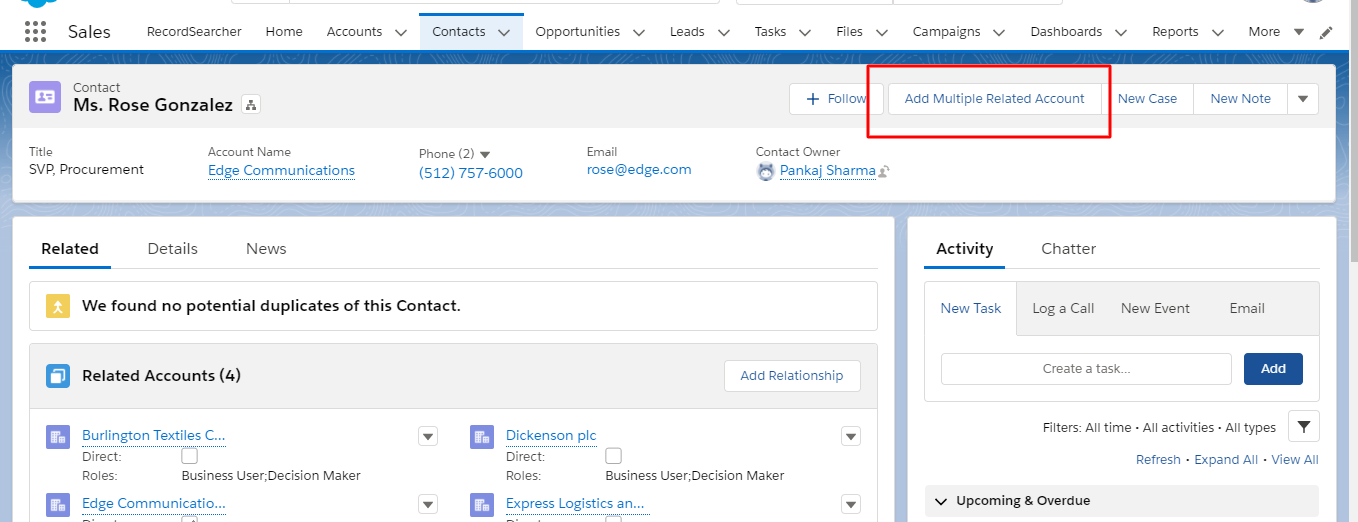 Sales RecordSearcher Home Accounts Contacts Opportunities Leads Tasks Files Campaigns Dashboards Reports More
Contact
Ms. Rose Gonzalez
Follow Add Multiple Related Account New Case New Note
Title Account Name Phone (2) Email Contact Owner
SVP, Procurement Edge Communications (512) 757-6000 rose@edge.com Pankaj Sharma
Related Details News
We found no potential duplicates of this Contact.
Related Accounts (4) Add Relationship
Burlington Textiles C... Dickenson plc
Direct: Direct:
Roles: Business User;Decision Maker Roles: Business User;Decision Maker
Edge Communicatio... Express Logistics an...
Activity Chatter
New Task Log a Call New Event Email
Create a task... Add
Filters: All time • All activities • All types
Refresh • Expand All • View All
Upcoming & Overdue